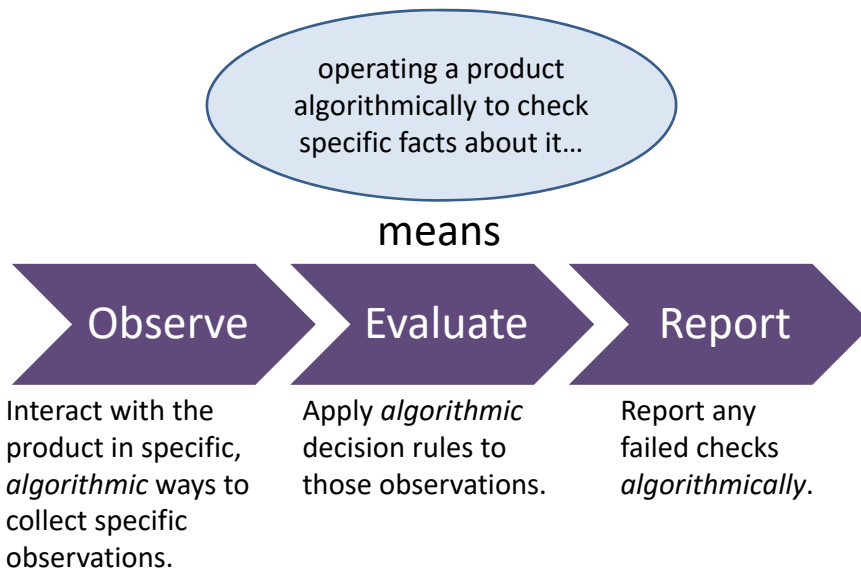 operating a product
algorithmically to check
specific facts about it…
means
Observe
Evaluate
Report
Interact with the
product in specific,
algorithmic ways to
collect specific
observations.
Apply algorithmic
decision rules to
those observations.
Report any
failed checks
algorithmically.